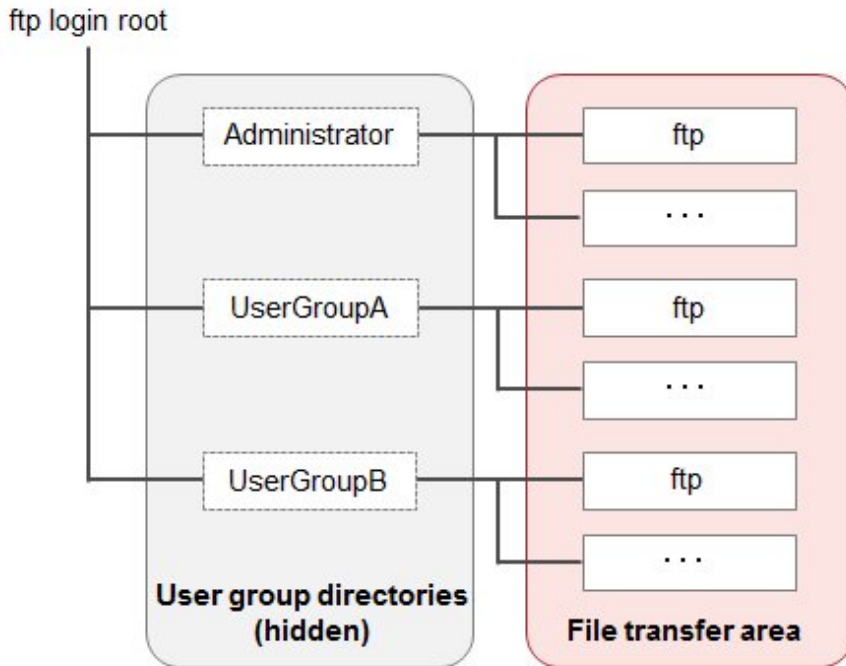 ftp login root
Administrator
ftp
...
UserGroupA
ftp
...
UserGroupB
ftp
...
User group directories
(hidden)
File transfer area